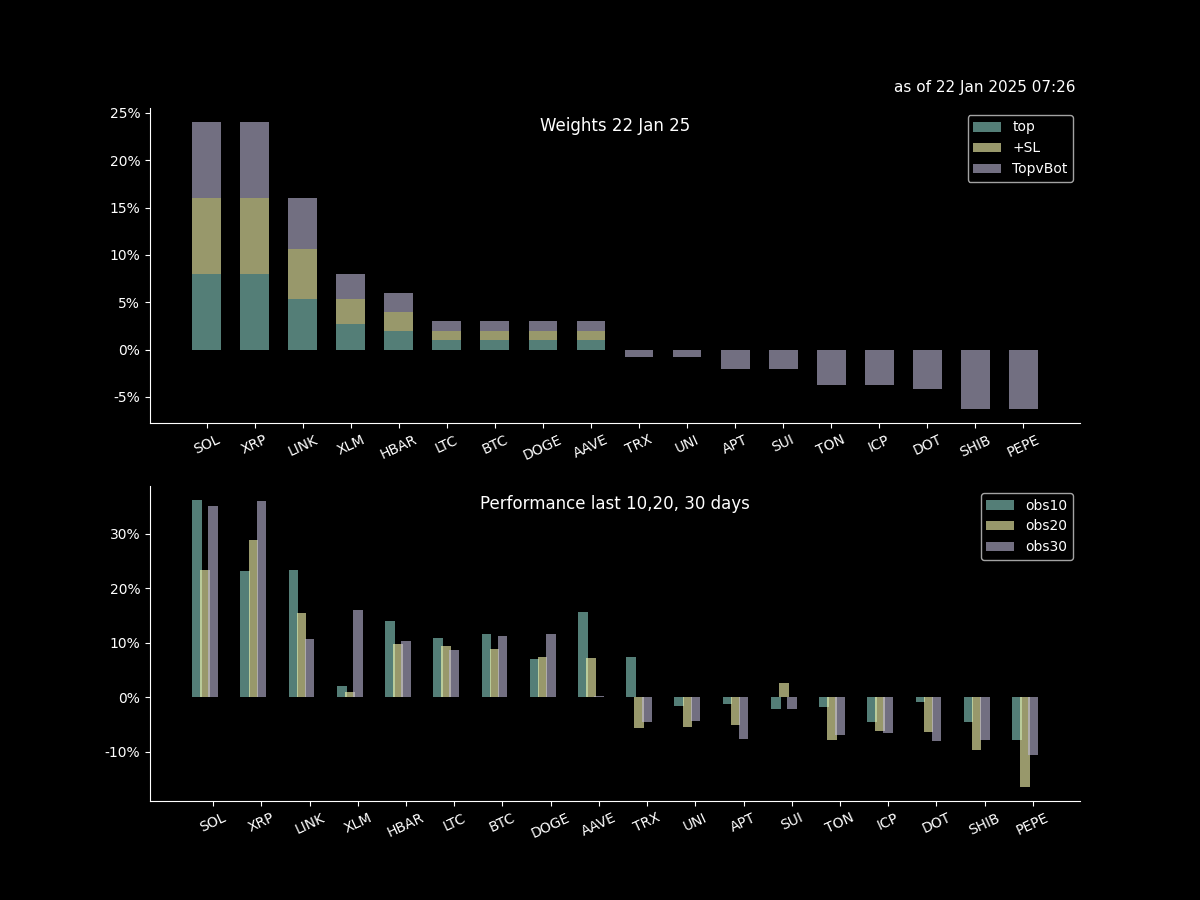 as of 22 Jan 2025 07:26
Weights 22 Jan 25
top
+SL
TopvBot
25%
20%
15%
10%
5%
0%
-5%
SOL XRP LINK XLM HBAR LTC BTC DOGE AAVE TRX UNI APT SUI TON ICP DOT SHIB PEPE
Performance last 10,20, 30 days
obs10
obs20
obs30
30%
20%
10%
0%
-10%
SOL XRP LINK XLM HBAR LTC BTC DOGE AAVE TRX UNI APT SUI TON ICP DOT SHIB PEPE